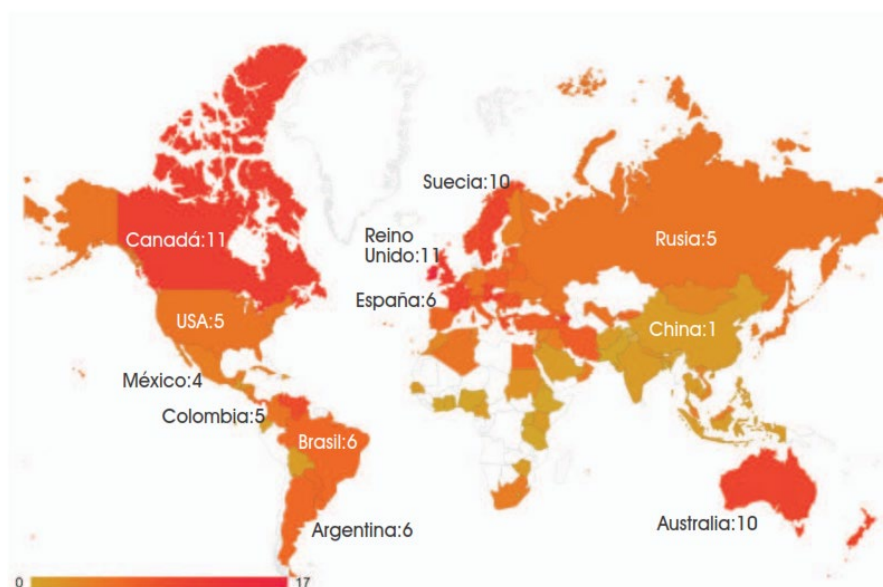 Suecia:10
Canadá:11
Reino
Unido:11
Rusia:5
España:6
USA:5
China:1
México:4
Colombia:5
Brasil:6
Argentina:6
Australia:10
0
17